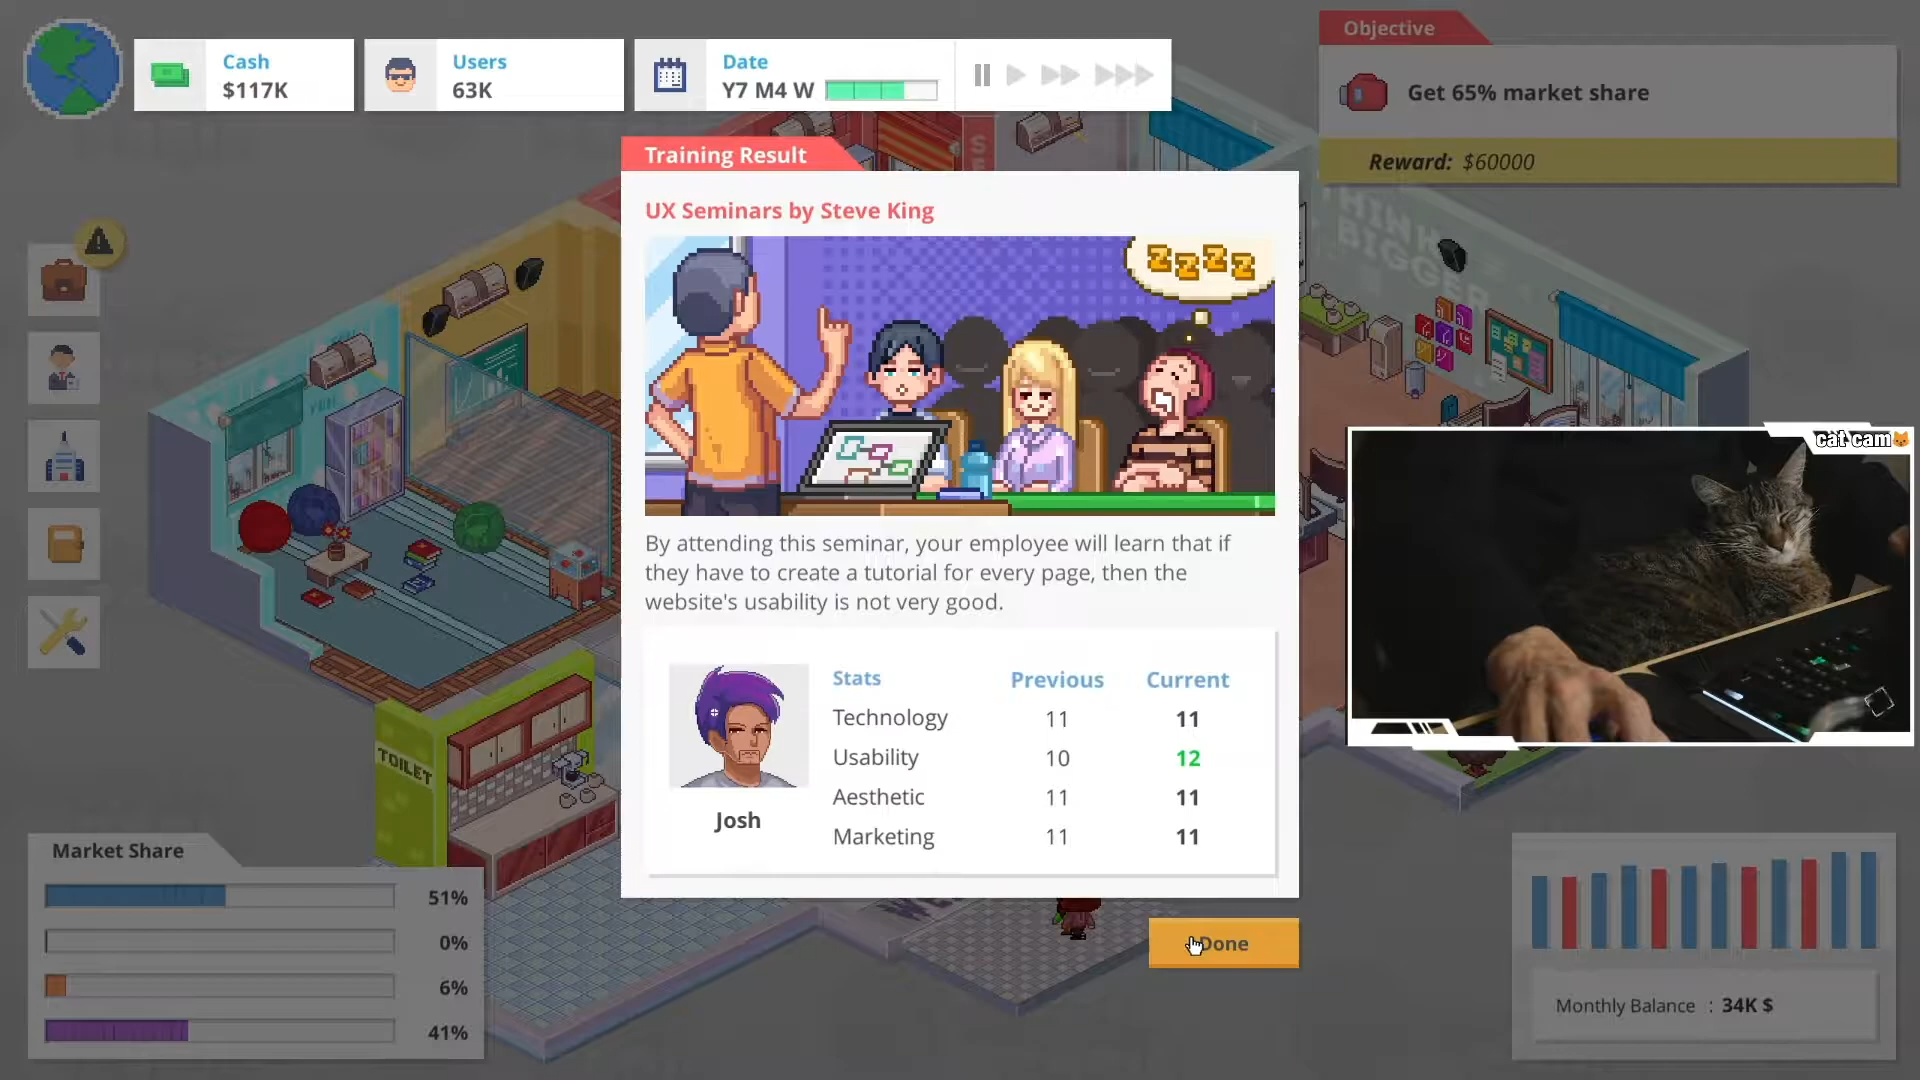 Cash
$117K
Users
63K
Date
Y7 M4 W
Objective
Get 65% market share
Reward: $60000
Training Result
UX Seminars by Steve King
ZZZZ
By attending this seminar, your employee will learn that if
they have to create a tutorial for every page, then the
website's usability is not very good.
Stats Previous Current
Technology 11 11
Usability 10 12
Aesthetic 11 11
Marketing 11 11
Josh
Done
THINK
BIGGER
cat cam
TOILET
Market Share
51%
0%
6%
41%
Monthly Balance : 34K $